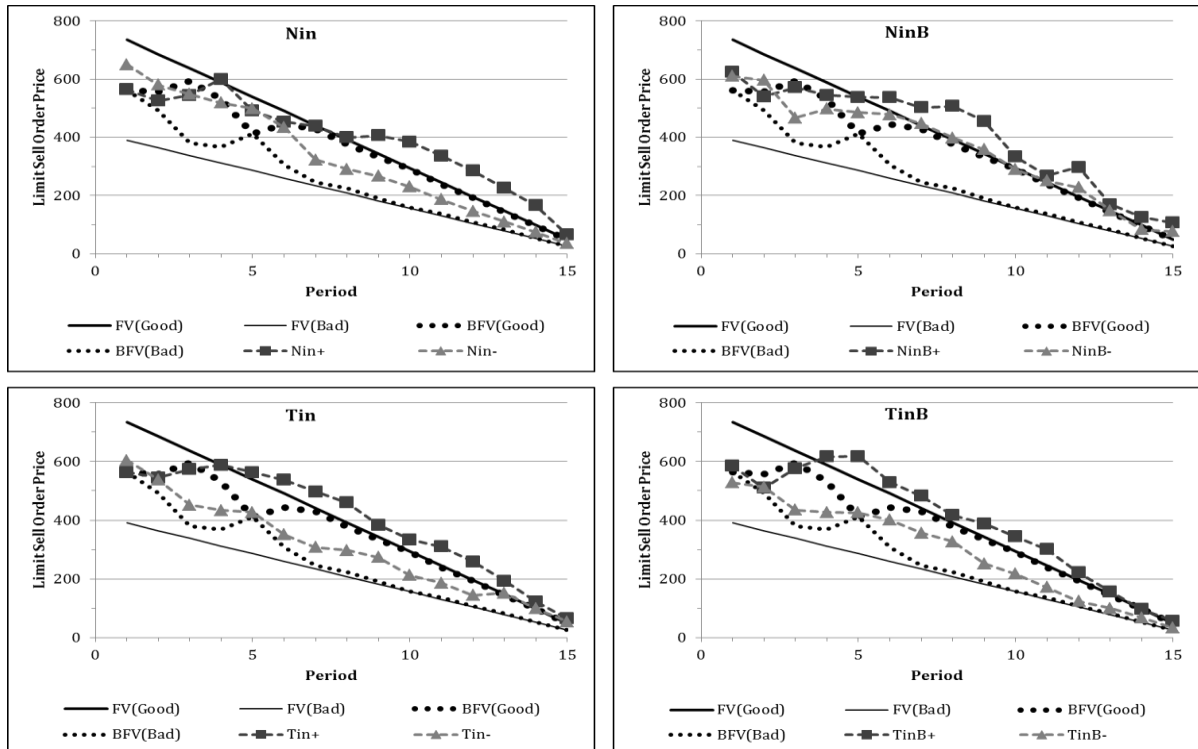 Nin
Limit Sell Order Price
800
600
400
200
0
0 5 10 15
Period
FV(Good) FV(Bad) BFV(Good)
BFV(Bad) Nin+ Nin-
NinB
Limit Sell Order Price
800
600
400
200
0
0 5 10 15
Period
FV(Good) FV(Bad) BFV(Good)
BFV(Bad) NinB+ NinB-
Tin
Limit Sell Order Price
800
600
400
200
0
0 5 10 15
Period
FV(Good) FV(Bad) BFV(Good)
BFV(Bad) Tin+ Tin-
TinB
Limit Sell Order Price
800
600
400
200
0
0 5 10 15
Period
FV(Good) FV(Bad) BFV(Good)
BFV(Bad) TinB+ TinB-